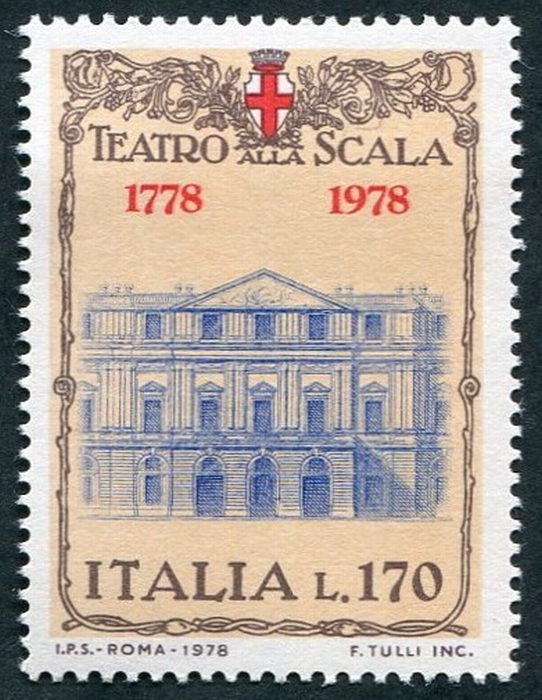 TEATRO ALLA SCALA
1778 1978
ITALIA L.170
I.P.S.-ROMA-1978 F. TULLI INC.